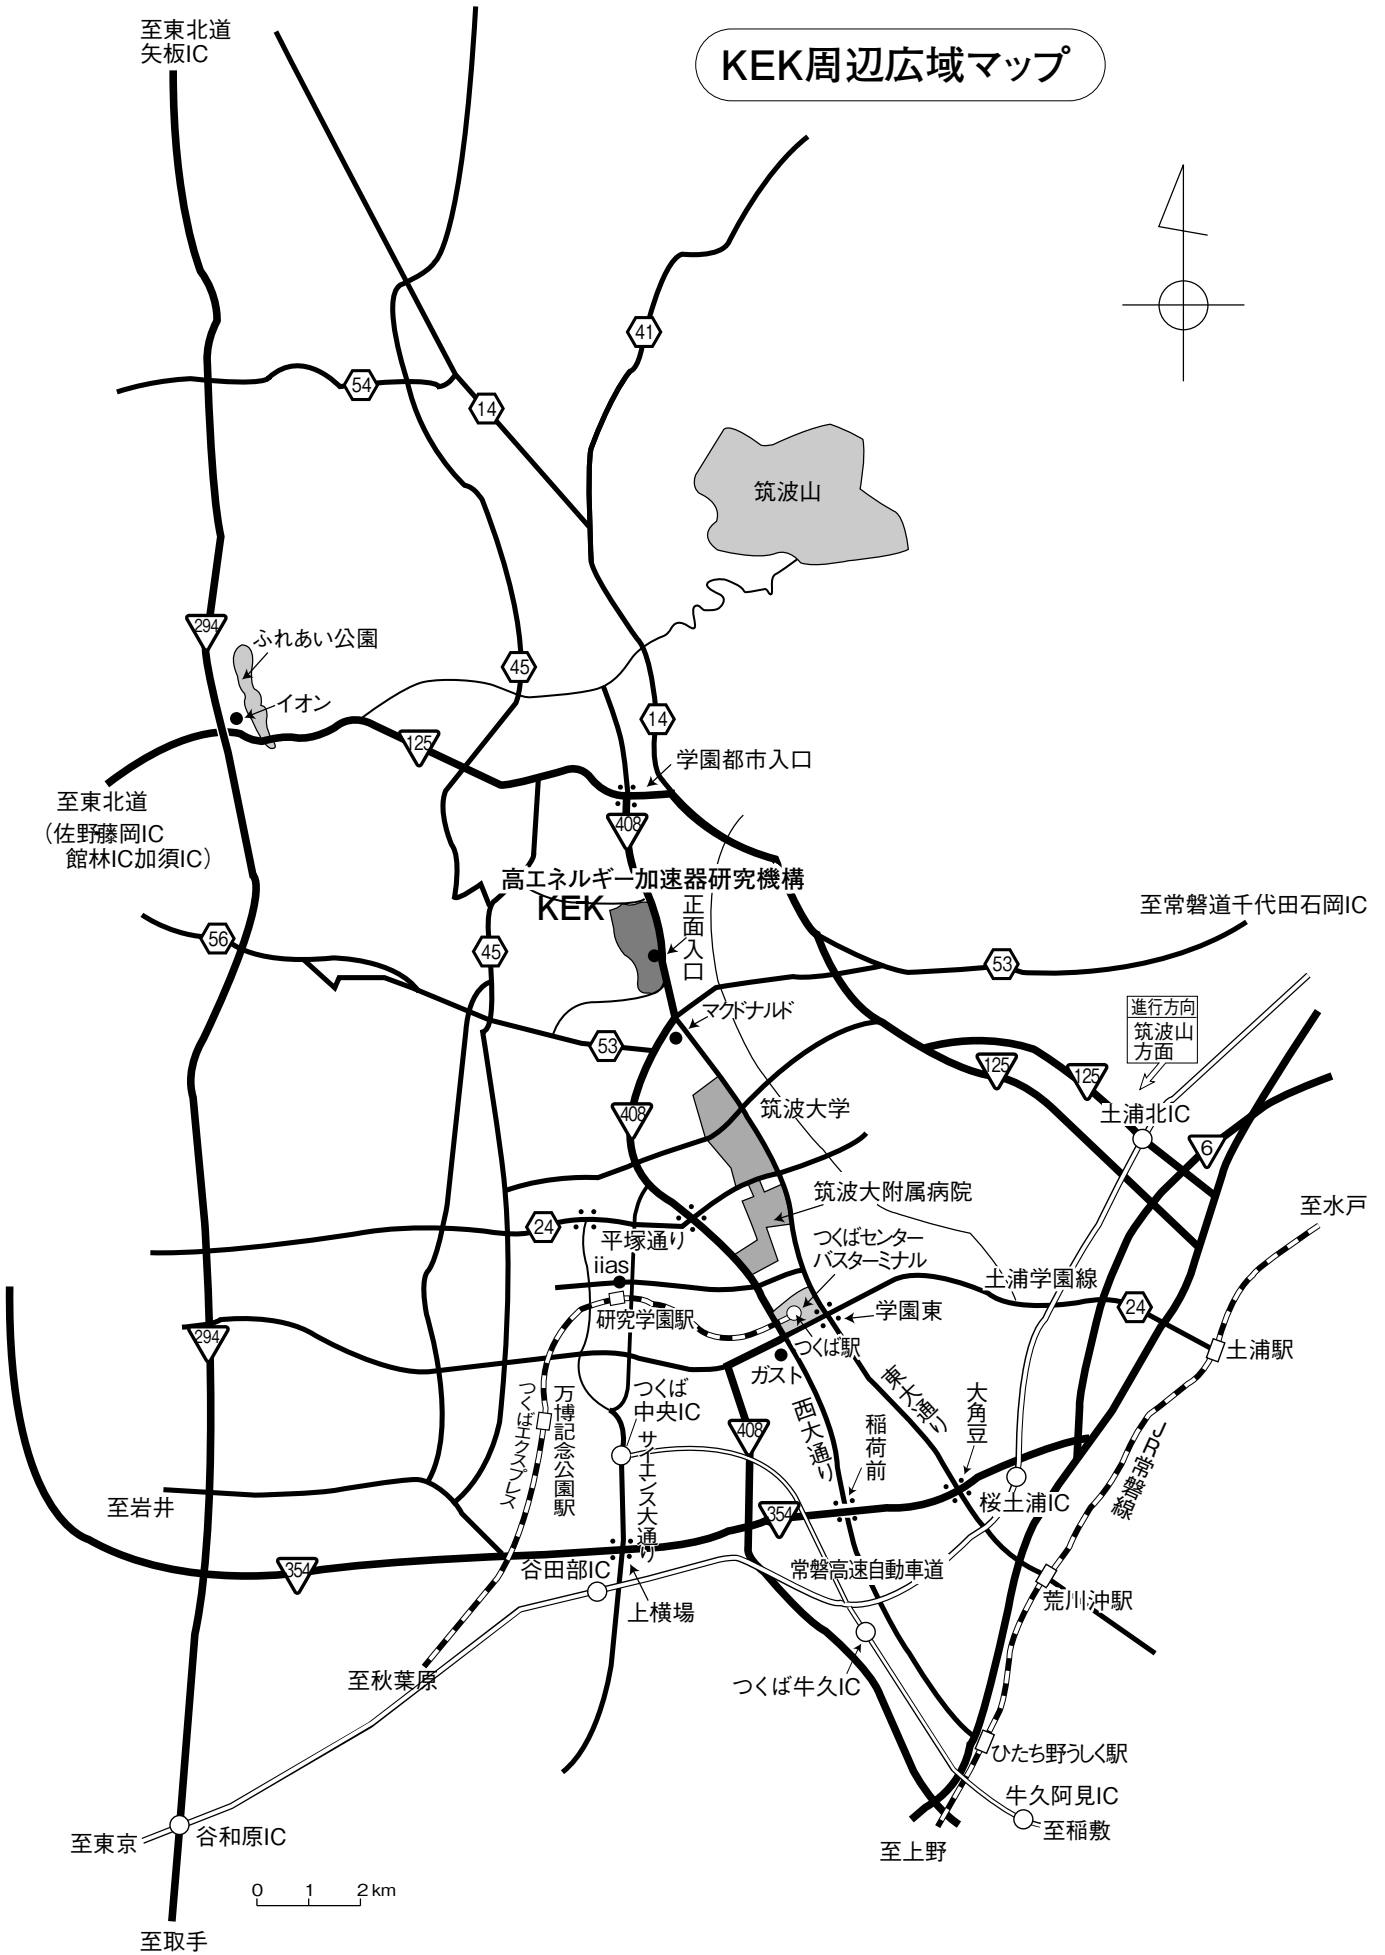 至東北道
矢板IC
KEK周辺広域マップ
41
54
14
筑波山
294
ふれあい公園
45
イオン
14
125
学園都市入口
至東北道
（佐野藤岡IC
館林IC加須IC）
408
高エネルギー加速器研究機構
KEK
正面入口
至常磐道千代田石岡IC
56
45
53
マクドナルド
進行方向
筑波山
方面
53
125
125
408
筑波大学
土浦北IC
6
筑波大附属病院
至水戸
24
平塚通り
つくばセンター
バスターミナル
iias
土浦学園線
24
研究学園駅
学園東
294
つくば駅
土浦駅
ガスト
つくばエクスプレス
万博記念公園駅
つくば
中央IC
サイエンス大通り
408
西大通り
東大通り
稲荷前
大角豆
JR常磐線
至岩井
354
桜土浦IC
354
谷田部IC
常磐高速自動車道
上横場
荒川沖駅
至秋葉原
つくば牛久IC
ひたち野うしく駅
牛久阿見IC
至稲敷
至東京
谷和原IC
至上野
0 1 2 km
至取手